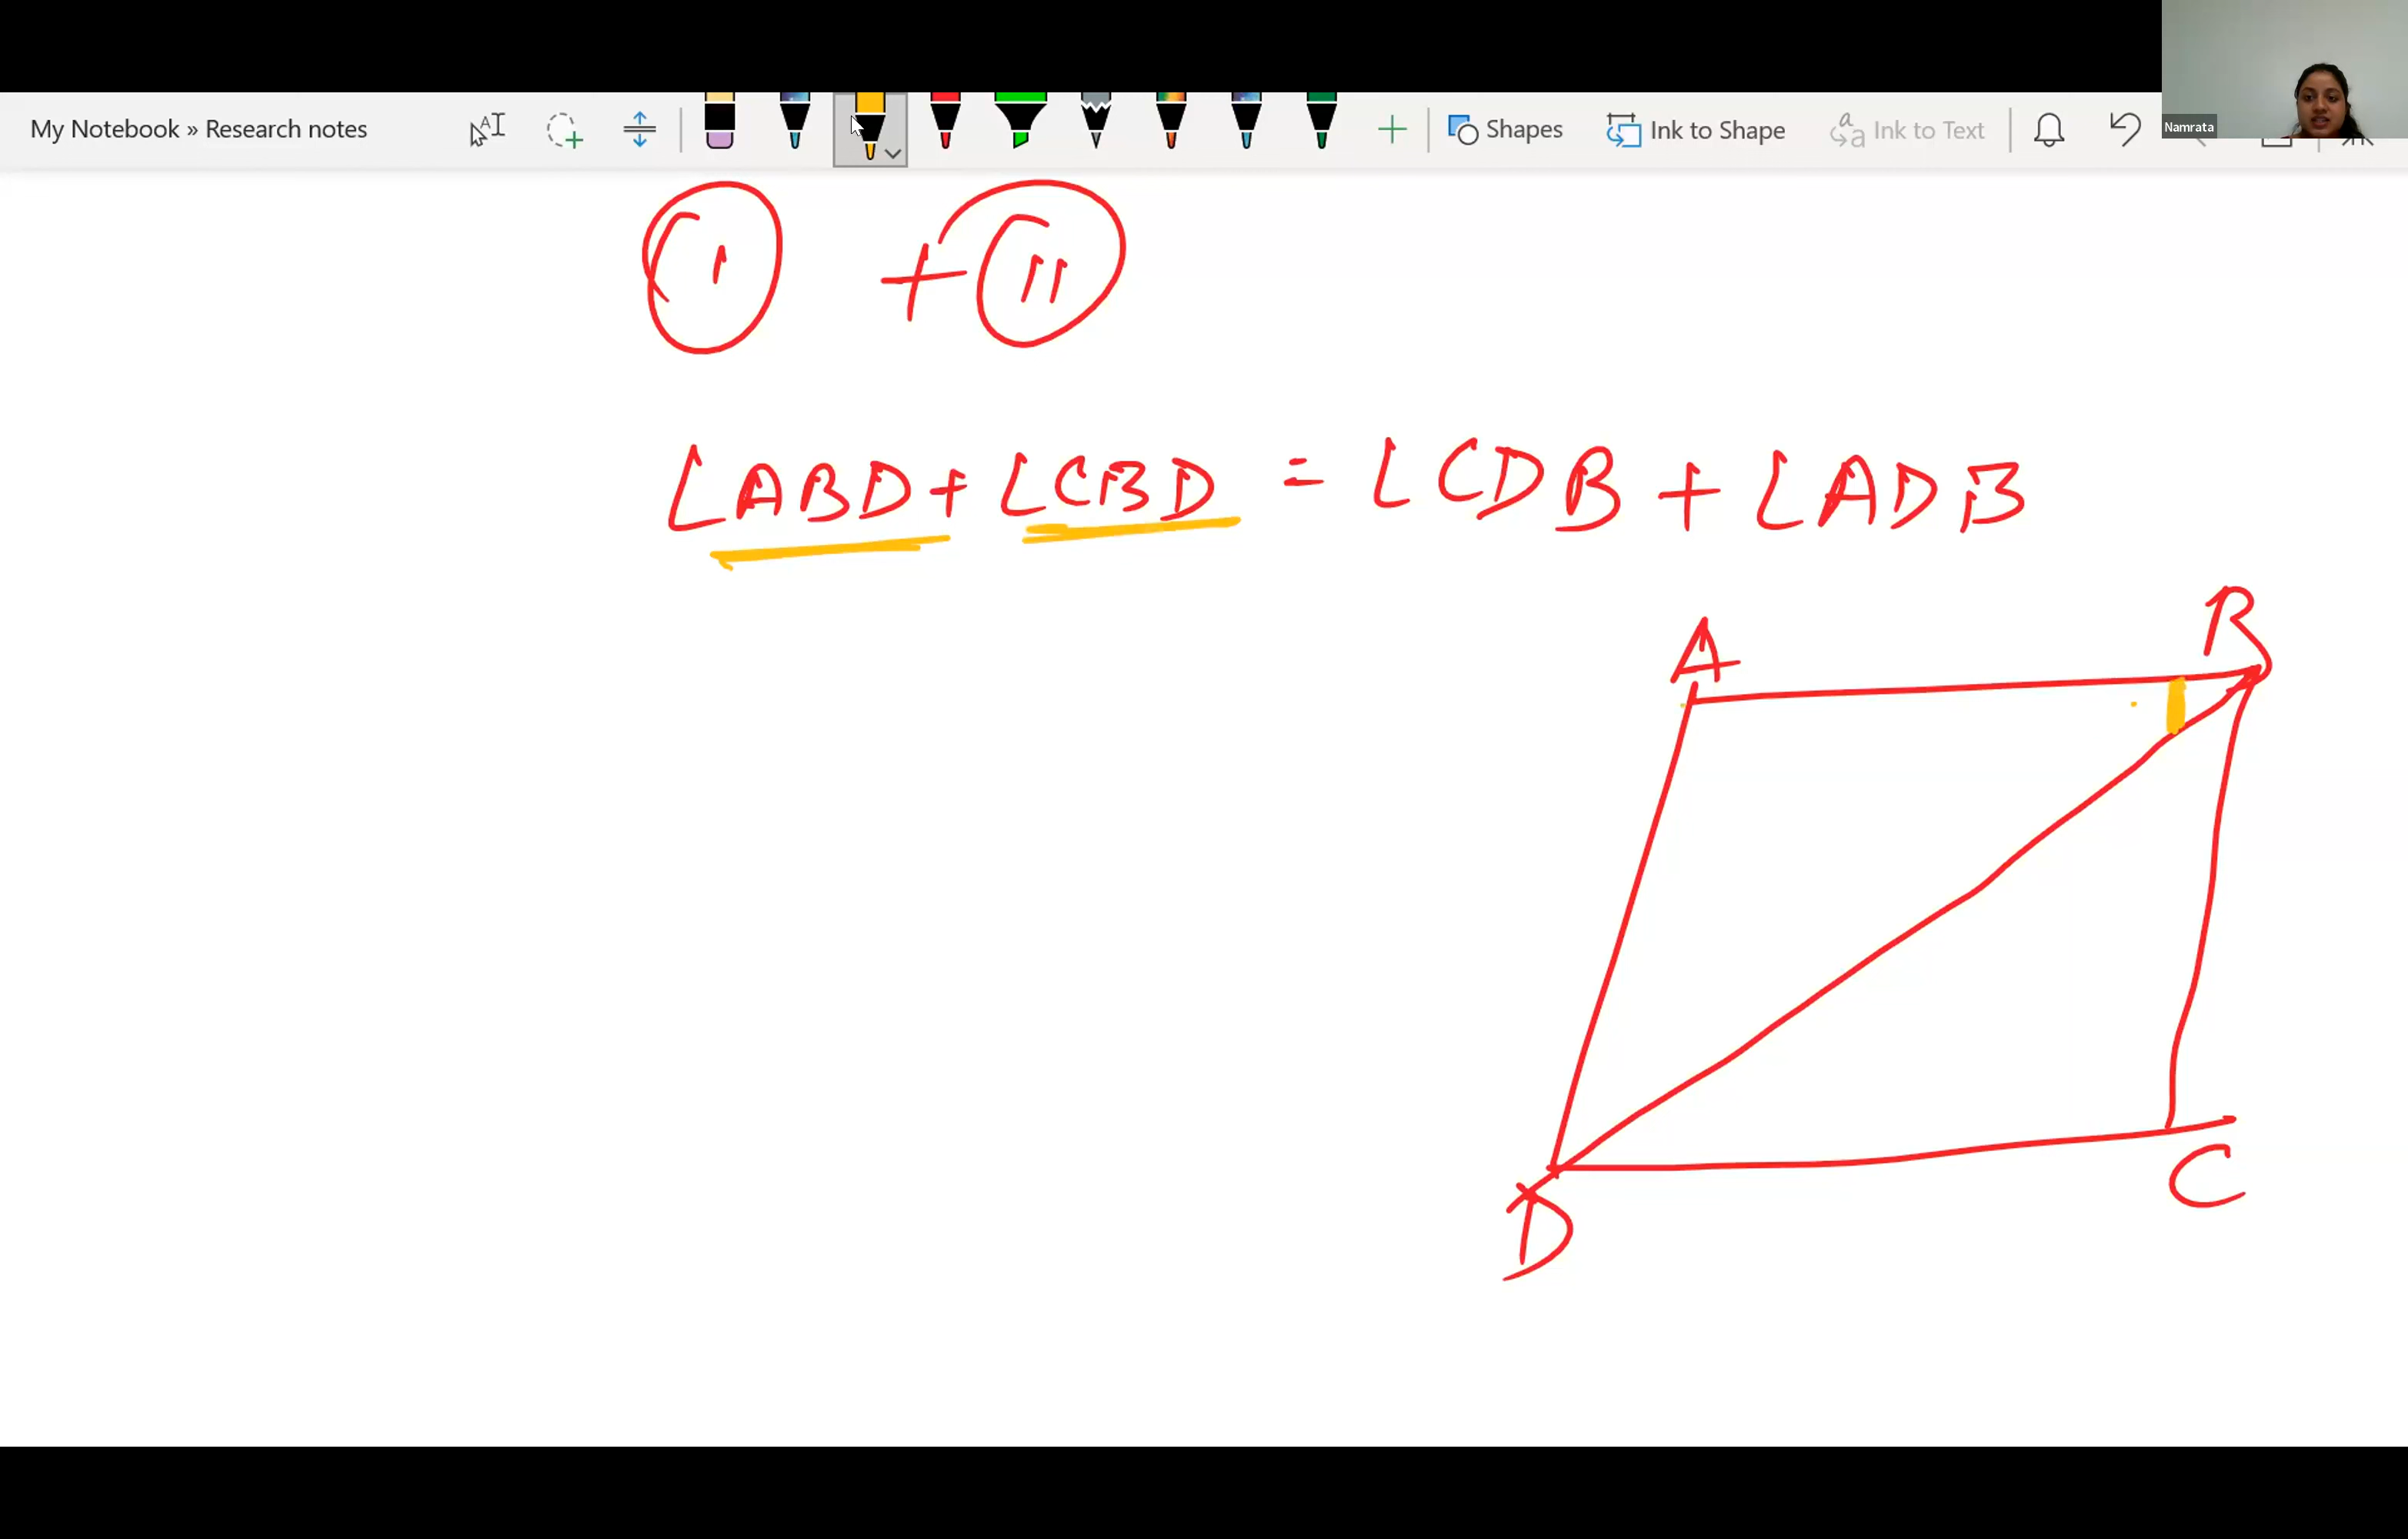 Namrata
My Notebook » Research notes
Shapes
Ink to Shape
Ink to Text
I + II
∠ABD + ∠CBD = ∠CDB + ∠ADB
A
B
D
C